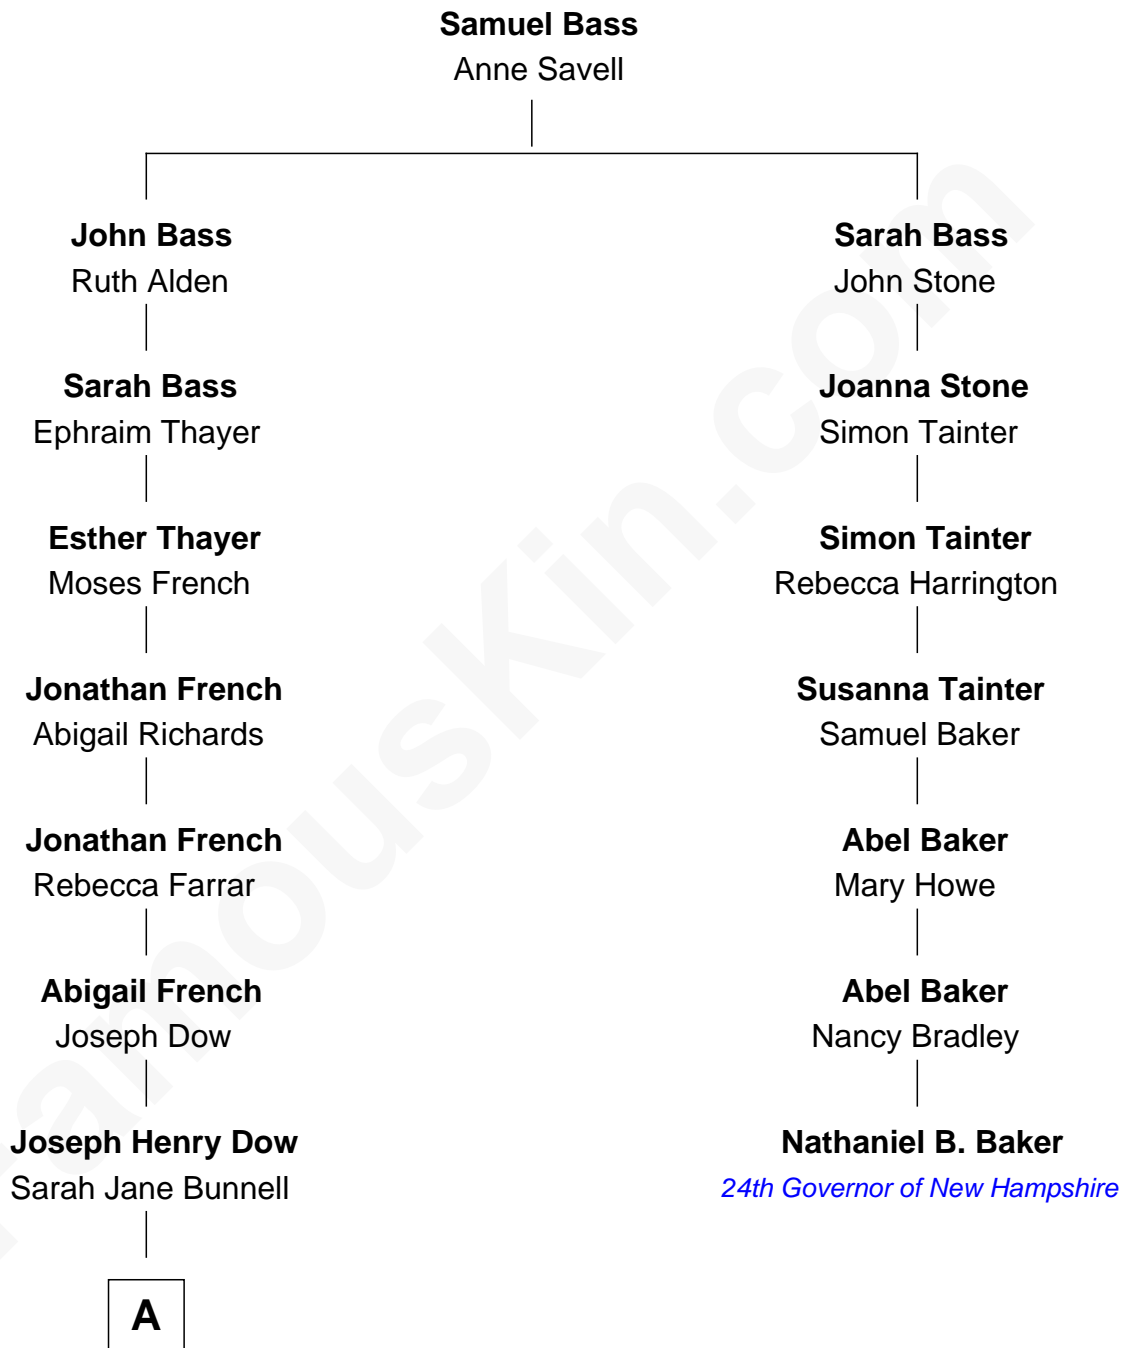 Samuel Bass
Anne Savell
John Bass
Ruth Alden
Sarah Bass
John Stone
Sarah Bass
Ephraim Thayer
Joanna Stone
Simon Tainter
Esther Thayer
Moses French
Simon Tainter
Rebecca Harrington
Jonathan French
Abigail Richards
Susanna Tainter
Samuel Baker
Jonathan French
Rebecca Farrar
Abel Baker
Mary Howe
Abigail French
Joseph Dow
Abel Baker
Nancy Bradley
Joseph Henry Dow
Sarah Jane Bunnell
Nathaniel B. Baker
24th Governor of New Hampshire
A
FamousKin.com